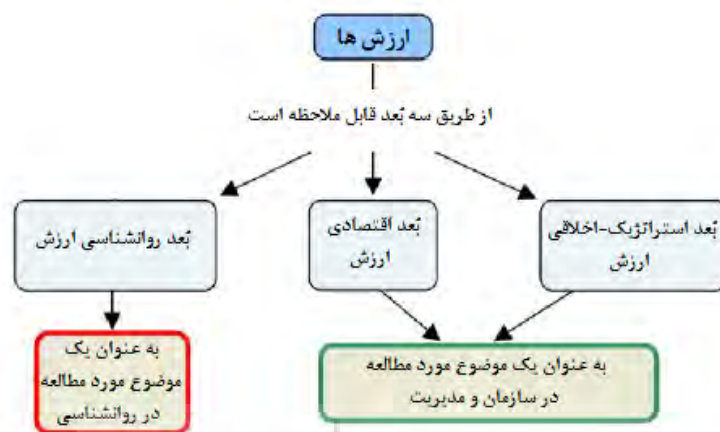 ارزش ها
از طریق سه بُعد قابل ملاحظه است
بُعد استراتژیک-اخلاقی
ارزش
بُعد اقتصادی
ارزش
بُعد روانشناسی ارزش
به عنوان یک موضوع مورد مطالعه
در سازمان و مدیریت
به عنوان یک
موضوع مورد مطالعه
در روانشناسی